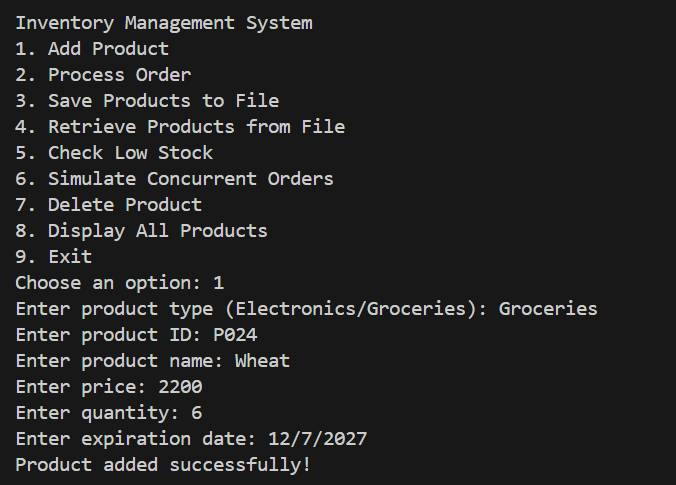 Inventory Management System
1. Add Product
2. Process Order
3. Save Products to File
4. Retrieve Products from File
5. Check Low Stock
6. Simulate Concurrent Orders
7. Delete Product
8. Display All Products
9. Exit
Choose an option: 1
Enter product type (Electronics/Groceries): Groceries
Enter product ID: P024
Enter product name: Wheat
Enter price: 2200
Enter quantity: 6
Enter expiration date: 12/7/2027
Product added successfully!